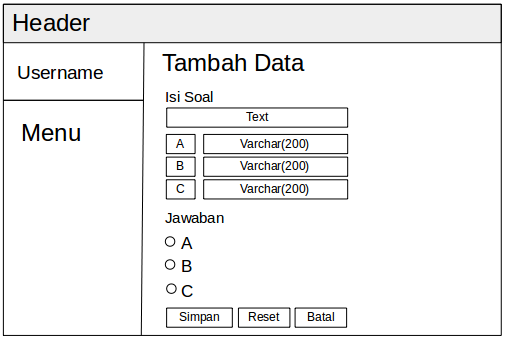 Header
Username
Menu
Tambah Data
Isi Soal
Text
A Varchar(200)
B Varchar(200)
C Varchar(200)
Jawaban
A
B
C
Simpan Reset Batal